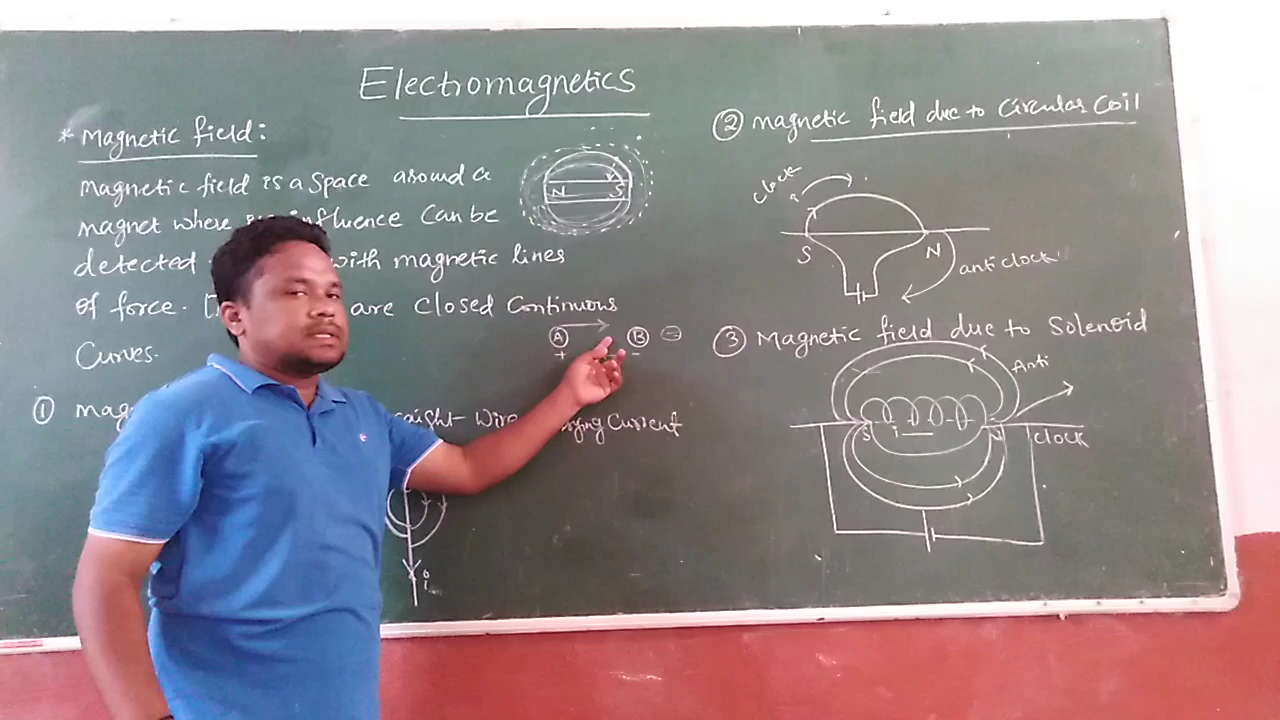 Electromagnetics
* Magnetic field:
Magnetic field is a space around a
magnet where influence can be
detected with magnetic lines
of force. are closed continuous
Curves.
N S
A B =
+ -
① mag Wire Current
i
② magnetic field due to Circular Coil
clock
S N
anti clock
③ Magnetic field due to Solenoid
Anti
S i N
clock